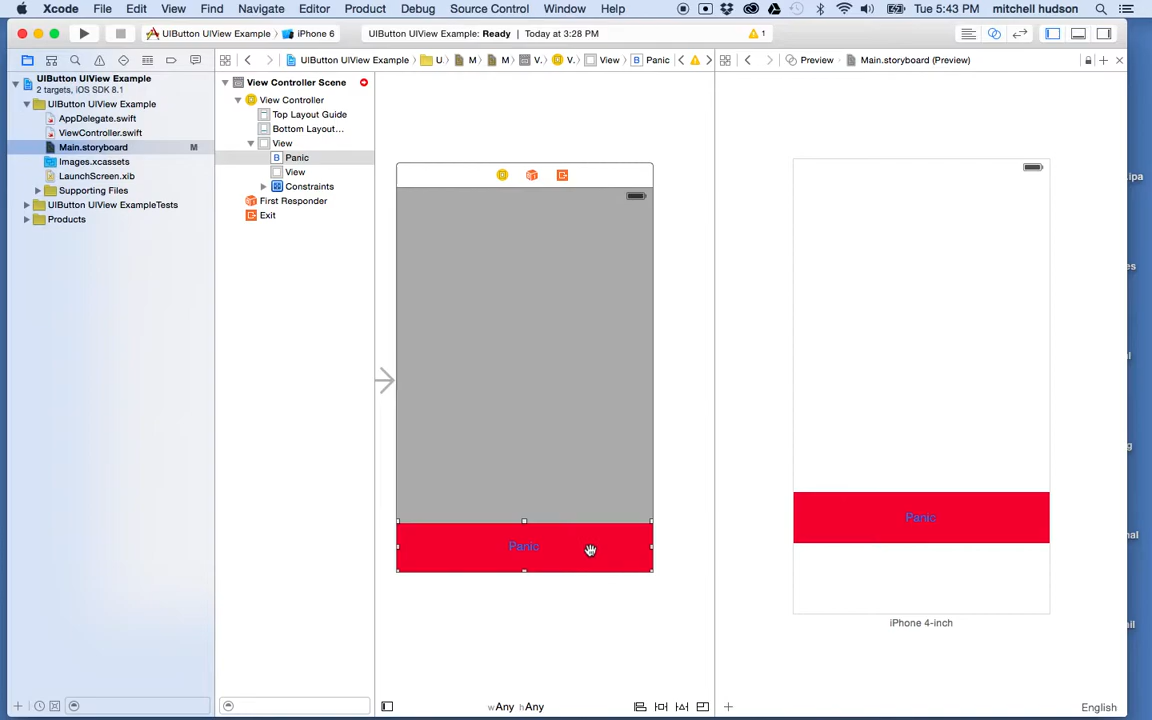 Xcode File Edit View Find Navigate Editor Product Debug Source Control Window Help Tue 5:43 PM mitchell hudson
UIButton UIView Example iPhone 6 UIButton UIView Example: Ready Today at 3:28 PM 1
UIButton UIView Example U. M M V. V. View B Panic Preview Main.storyboard (Preview)
UIButton UIView Example
2 targets, iOS SDK 8.1
UIButton UIView Example
AppDelegate.swift
ViewController.swift
Main.storyboard M
Images.xcassets
LaunchScreen.xib
Supporting Files
UIButton UIView ExampleTests
Products
View Controller Scene
View Controller
Top Layout Guide
Bottom Layout...
View
B Panic
View
Constraints
First Responder
Exit
Panic
Panic
iPhone 4-inch
wAny hAny
English
.ipa
es
al
g
nal
il